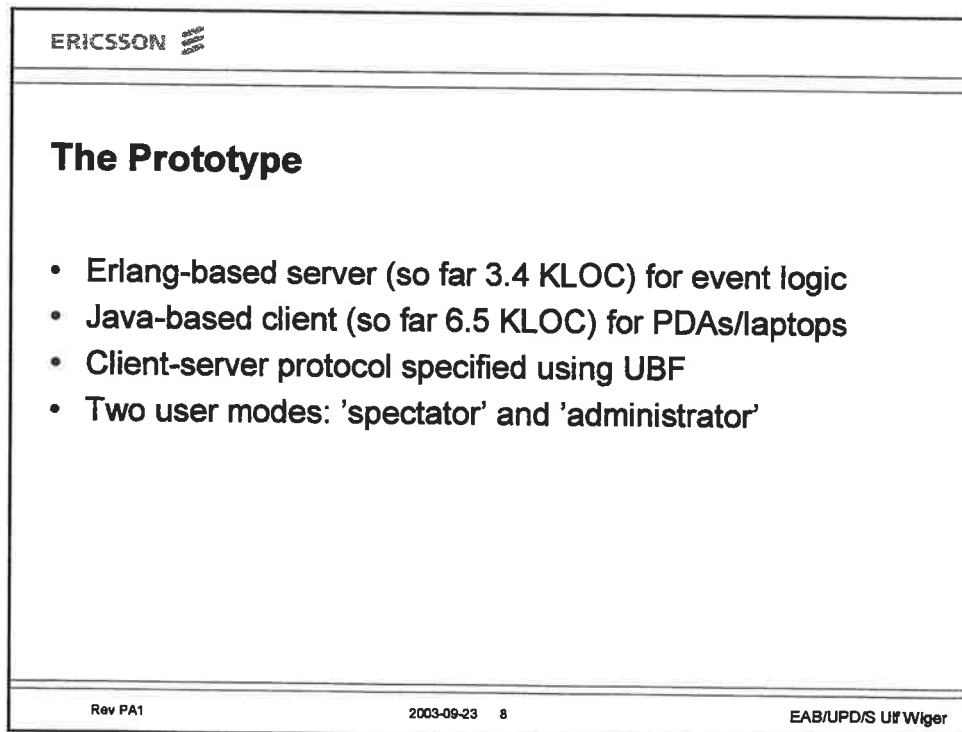 ERICSSON
The Prototype
• Erlang-based server (so far 3.4 KLOC) for event logic
• Java-based client (so far 6.5 KLOC) for PDAs/laptops
• Client-server protocol specified using UBF
• Two user modes: ’spectator’ and ’administrator’
Rev PA1 2003-09-23 8 EAB/UPD/S Ulf Wiger